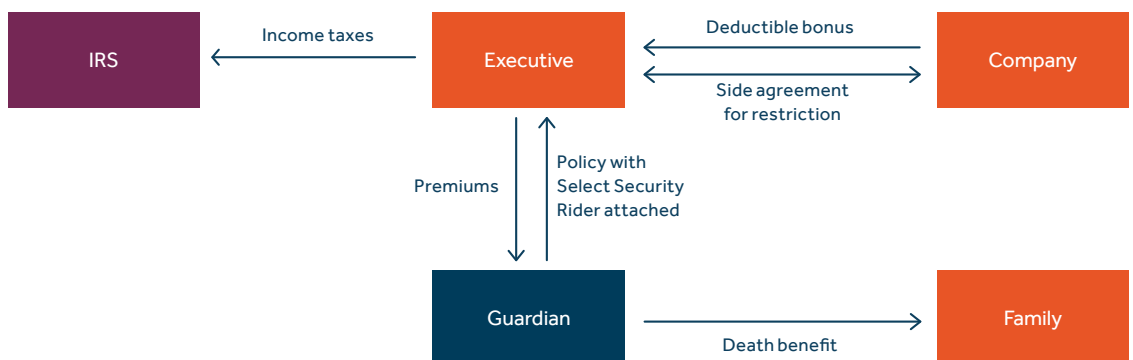 Income taxes
Deductible bonus
IRS
Executive
Company
Side agreement
for restriction
Premiums
Policy with
Select Security
Rider attached
Guardian
Family
Death benefit